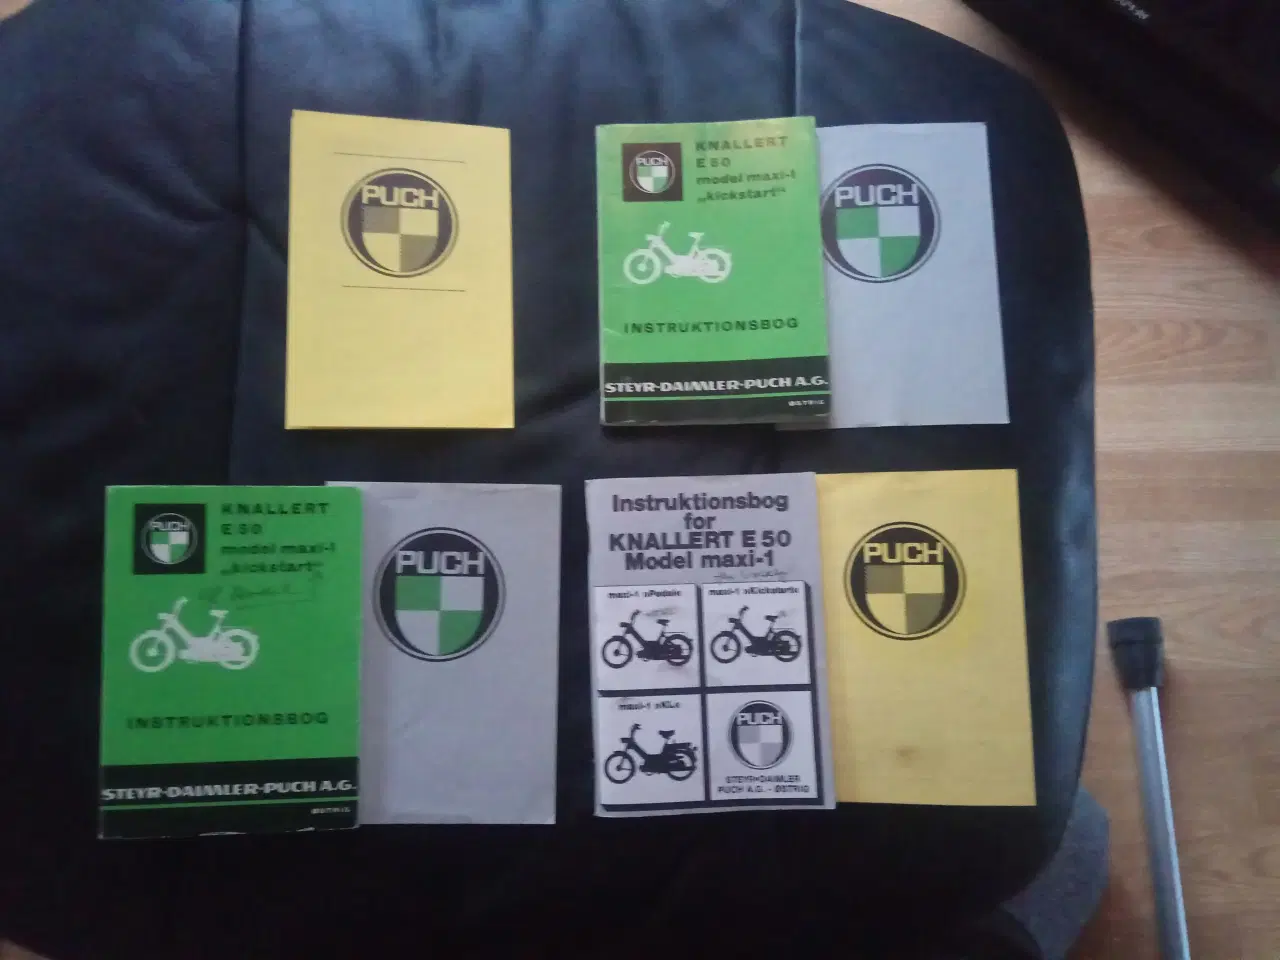 PUCH
PUCH
KNALLERT
E 50
model maxi-1
„kickstart"
INSTRUKTIONSBOG
STEYR-DAIMLER-PUCH A.G.
ØSTRIG
PUCH
PUCH
KNALLERT
E 50
model maxi-1
„kickstart"
INSTRUKTIONSBOG
STEYR-DAIMLER-PUCH A.G.
ØSTRIG
PUCH
Instruktionsbog
for
KNALLERT E 50
Model maxi-1
maxi-1 »Pedal«
maxi-1 »Kickstart«
maxi-1 »KL«
PUCH
STEYR-DAIMLER
PUCH A.G. - ØSTRIG
PUCH